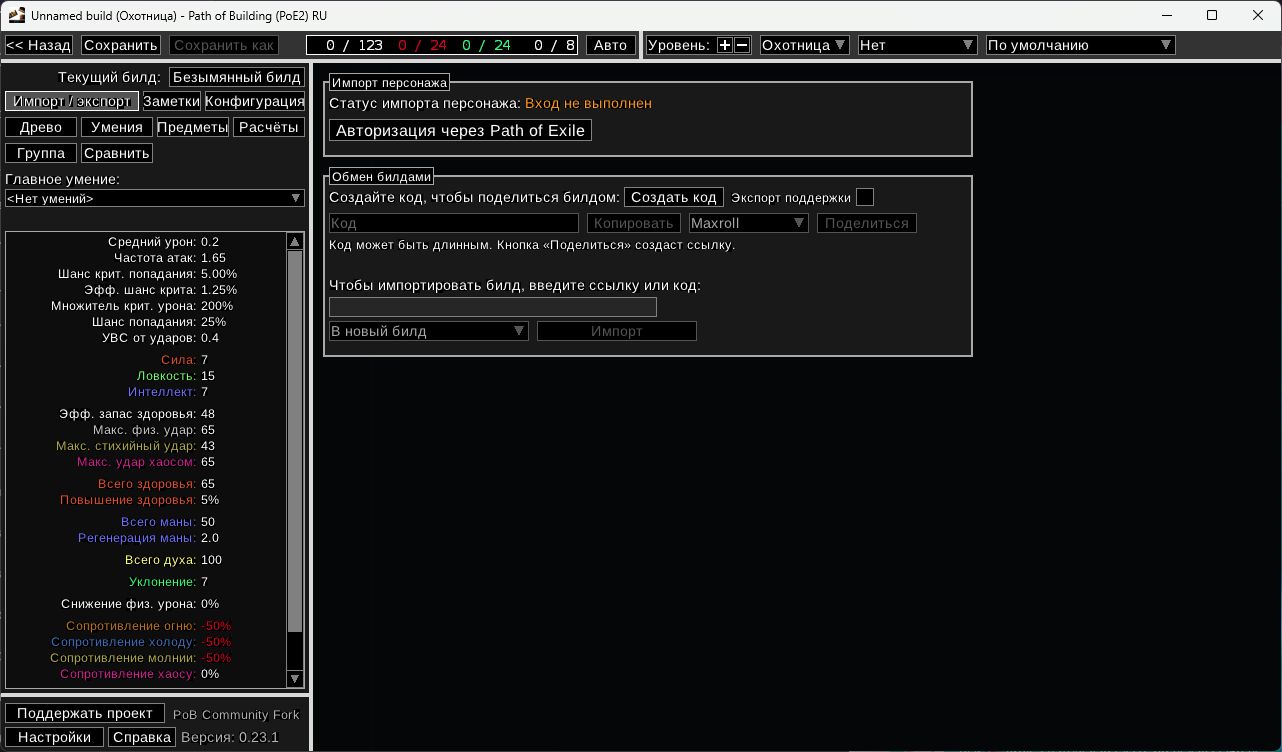 Unnamed build (Охотница) - Path of Building (PoE2) RU
<< Назад Сохранить Сохранить как 0 / 123 0 / 24 0 / 24 0 / 8 Авто Уровень: Охотница Нет По умолчанию
Текущий билд: Безымянный билд
Импорт / экспорт Заметки Конфигурация
Древо Умения Предметы Расчёты
Группа Сравнить
Главное умение:
<Нет умений>
Средний урон: 0.2
Частота атак: 1.65
Шанс крит. попадания: 5.00%
Эфф. шанс крита: 1.25%
Множитель крит. урона: 200%
Шанс попадания: 25%
УВС от ударов: 0.4
Сила: 7
Ловкость: 15
Интеллект: 7
Эфф. запас здоровья: 48
Макс. физ. удар: 65
Макс. стихийный удар: 43
Макс. удар хаосом: 65
Всего здоровья: 65
Повышение здоровья: 5%
Всего маны: 50
Регенерация маны: 2.0
Всего духа: 100
Уклонение: 7
Снижение физ. урона: 0%
Сопротивление огню: -50%
Сопротивление холоду: -50%
Сопротивление молнии: -50%
Сопротивление хаосу: 0%
Поддержать проект PoB Community Fork
Настройки Справка Версия: 0.23.1
Импорт персонажа
Статус импорта персонажа: Вход не выполнен
Авторизация через Path of Exile
Обмен билдами
Создайте код, чтобы поделиться билдом: Создать код Экспорт поддержки
Код Копировать Maxroll Поделиться
Код может быть длинным. Кнопка «Поделиться» создаст ссылку.
Чтобы импортировать билд, введите ссылку или код:
В новый билд Импорт